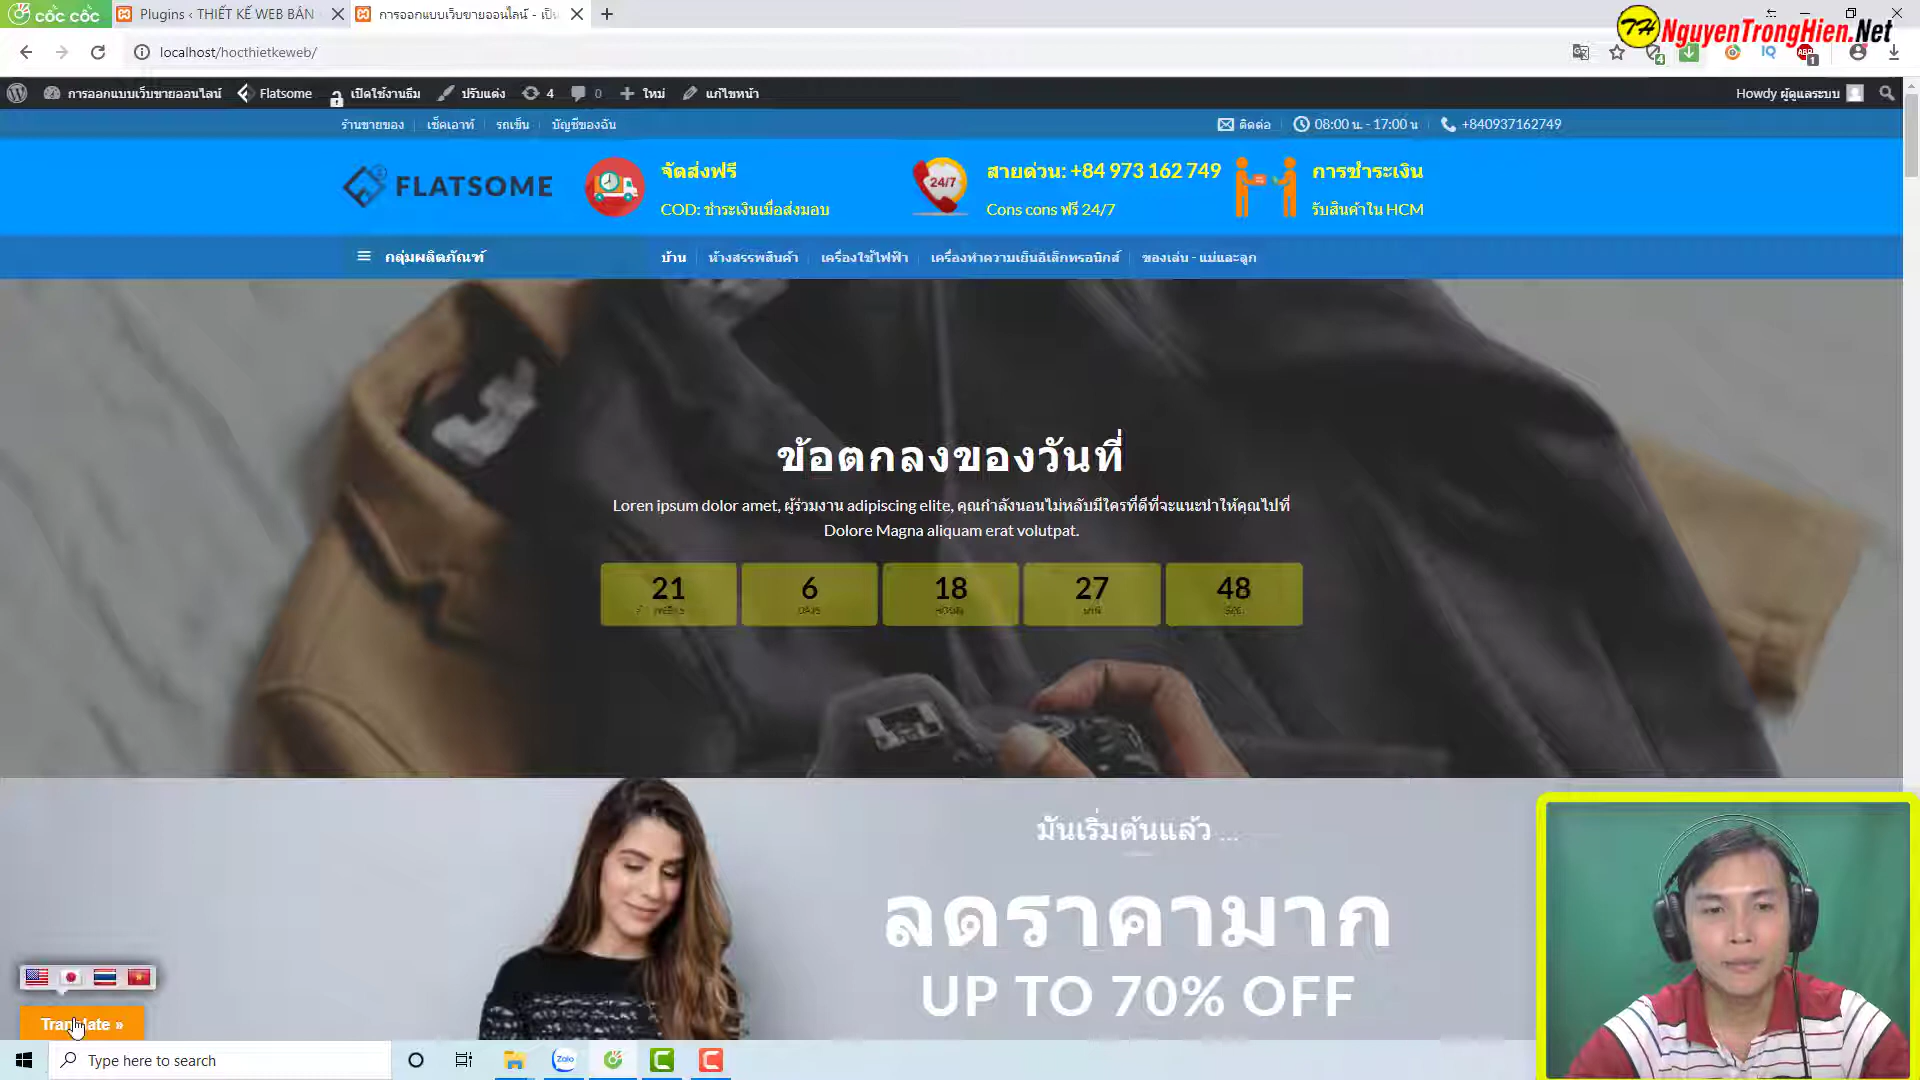 cốc cốc
Plugins ‹ THIẾT KẾ WEB BÁN
การออกแบบเว็บขายออนไลน์ - เป็น
NguyenTrongHien.Net
localhost/hocthietkeweb/
การออกแบบเว็บขายออนไลน์
Flatsome
เปิดใช้งานธีม
ปรับแต่ง
4
0
ใหม่
แก้ไขหน้า
Howdy ผู้ดูแลระบบ
ร้านขายของ
เช็คเอาท์
รถเข็น
บัญชีของฉัน
ติดต่อ
08:00 น. - 17:00 น
+840937162749
FLATSOME
จัดส่งฟรี
COD: ชำระเงินเมื่อส่งมอบ
24/7
สายด่วน: +84 973 162 749
Cons cons ฟรี 24/7
การชำระเงิน
รับสินค้าใน HCM
กลุ่มผลิตภัณฑ์
บ้าน
ห้างสรรพสินค้า
เครื่องใช้ไฟฟ้า
เครื่องทำความเย็นอิเล็กทรอนิกส์
ของเล่น - แม่และลูก
ข้อตกลงของวันที่
Loren ipsum dolor amet, ผู้ร่วมงาน adipiscing elite, คุณกำลังนอนไม่หลับมีใครที่ดีที่จะแนะนำให้คุณไปที่
Dolore Magna aliquam erat volutpat.
21
6
18
27
48
มันเริ่มต้นแล้ว ...
ลดราคามาก
UP TO 70% OFF
Translate »
Type here to search
Zalo